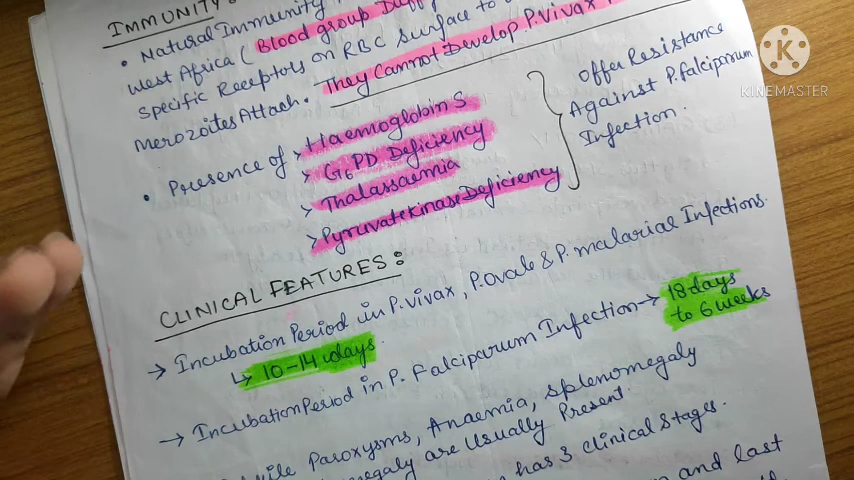 IMMUNITY
• Natural Immunity
West Africa (Blood group Duff
specific Receptors on RBC Surface to
Merozoites Attach. They Cannot Develop P.Vivax
• Presence of > Haemoglobin S
> G6PD Deficiency
> Thalassaemia
> Pyruvate kinase Deficiency
Offer Resistance
Against P.falciparum
Infection.
CLINICAL FEATURES:
→ Incubation Period in P.vivax, P.ovale & P.malarial Infections.
↳ 10-14 days.
→ Incubation Period in P. Falciparum Infection → 18 days
to 6 weeks
Paroxysms, Anaemia, Splenomegaly
megaly are Usually Present.
has 3 clinical Stages.
and last
KINEMASTER